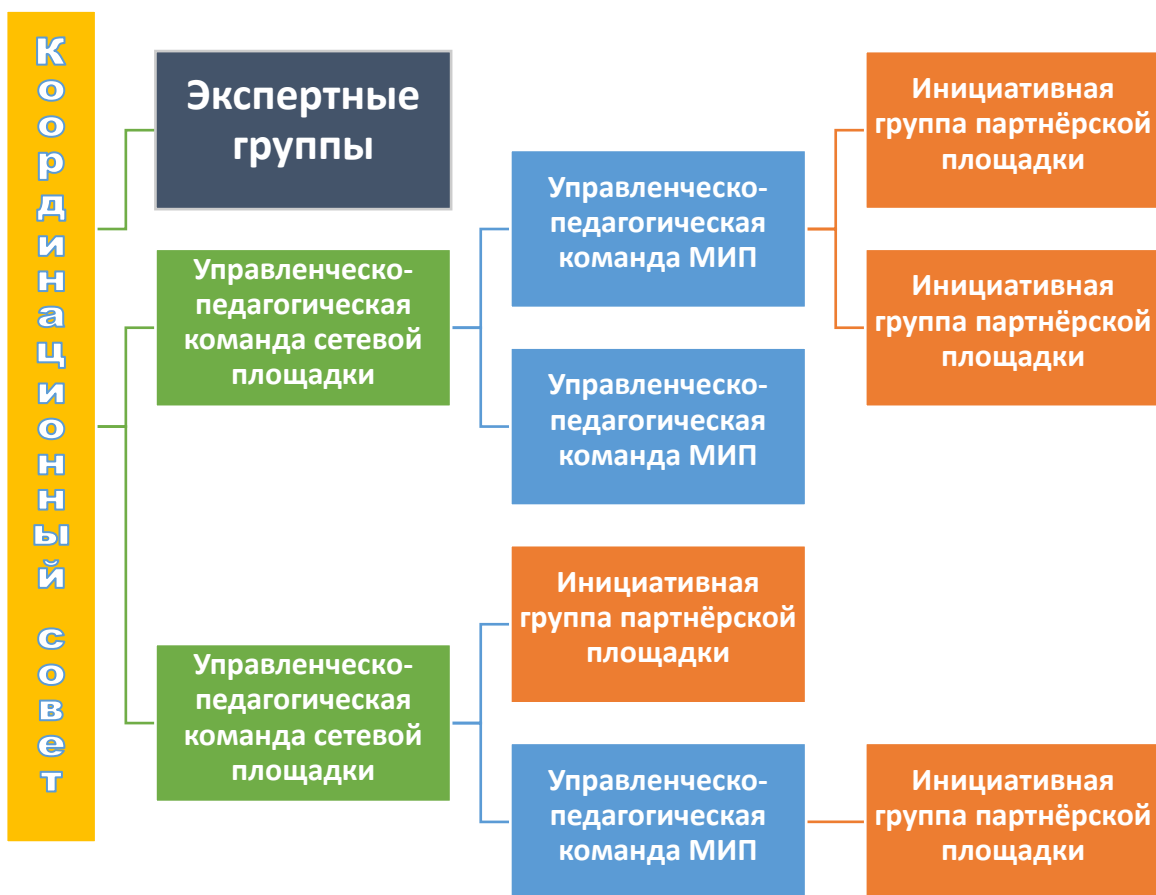 Координационный совет
Экспертные
группы
Управленческо-
педагогическая
команда сетевой
площадки
Управленческо-
педагогическая
команда МИП
Инициативная
группа партнёрской
площадки
Инициативная
группа партнёрской
площадки
Управленческо-
педагогическая
команда МИП
Управленческо-
педагогическая
команда сетевой
площадки
Инициативная
группа партнёрской
площадки
Управленческо-
педагогическая
команда МИП
Инициативная
группа партнёрской
площадки